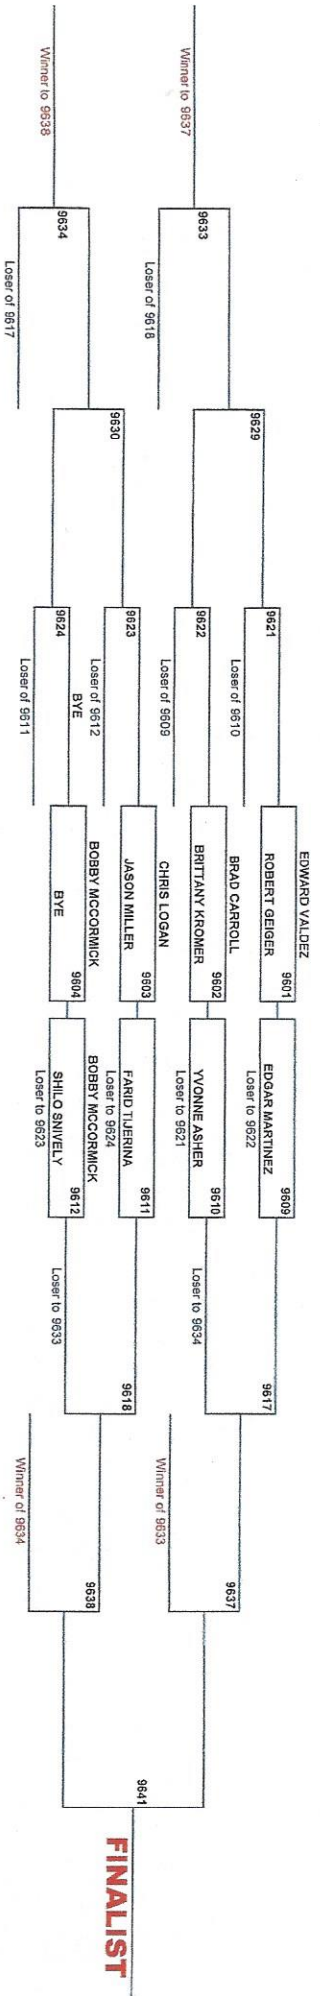 EDWARD VALDEZ
ROBERT GEIGER
9601
BRAD CARROLL
BRITTANY KROMER
9602
CHRIS LOGAN
JASON MILLER
9603
BOBBY MCCORMICK
BYE
9604
EDGAR MARTINEZ
9609
Loser to 9622
YVONNE ASHER
9610
Loser to 9621
FARID TIJERINA
9611
Loser to 9624
BOBBY MCCORMICK
SHILO SNIVELY
9612
Loser to 9623
9617
Loser to 9634
9618
Loser to 9633
9637
Winner of 9633
9638
Winner of 9634
9641
FINALIST
9621
Loser of 9610
9622
Loser of 9609
9623
Loser of 9612
BYE
9624
Loser of 9611
9629
9630
9633
Loser of 9618
9634
Loser of 9617
Winner to 9637
Winner to 9638